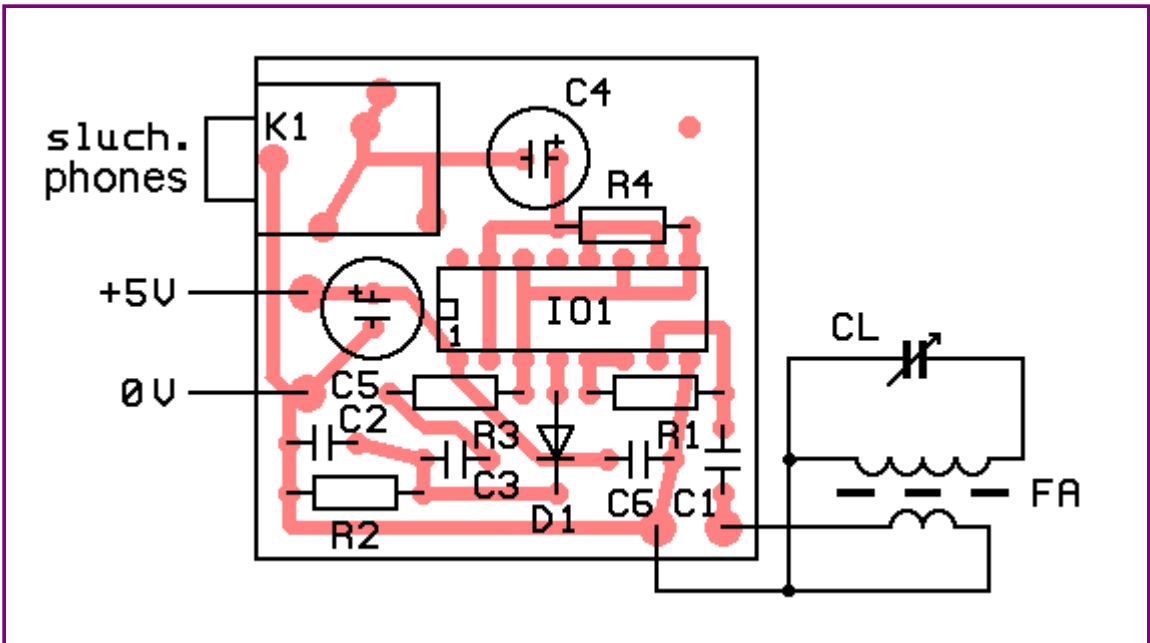 C4
K1
sluch.
phones
R4
+5V
+
+
IO1
1
CL
0V
C5
C2
R3
R1
C3
C6
C1
FA
D1
R2